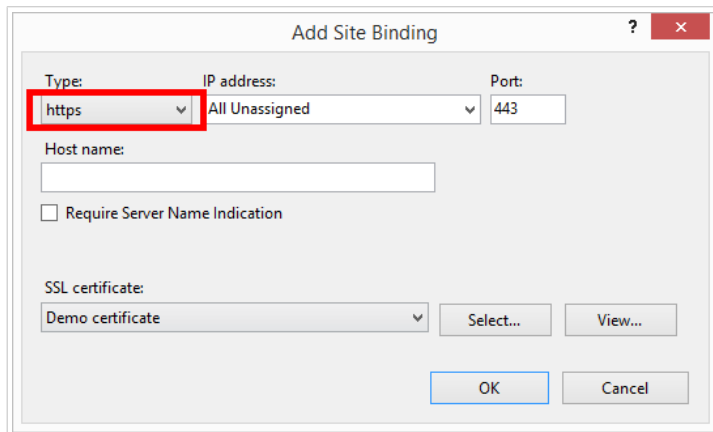 Add Site Binding
?
Type: IP address: Port:
https All Unassigned 443
Host name:
Require Server Name Indication
SSL certificate:
Demo certificate Select... View...
OK Cancel